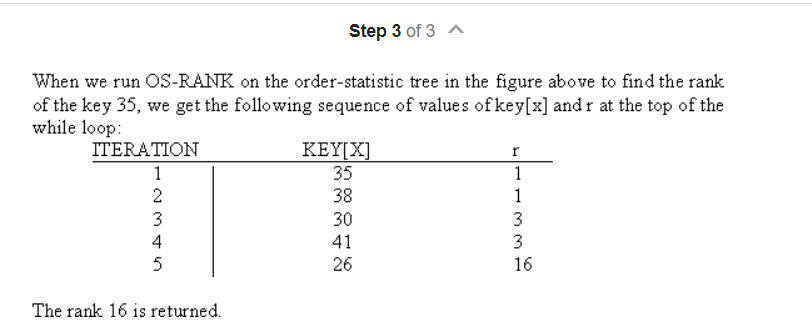 Step 3 of 3
When we run OS-RANK on the order-statistic tree in the figure above to find the rank
of the key 35, we get the following sequence of values of key[x] and r at the top of the
while loop:
ITERATION KEY[X] r
1 35 1
2 38 1
3 30 3
4 41 3
5 26 16
The rank 16 is returned.